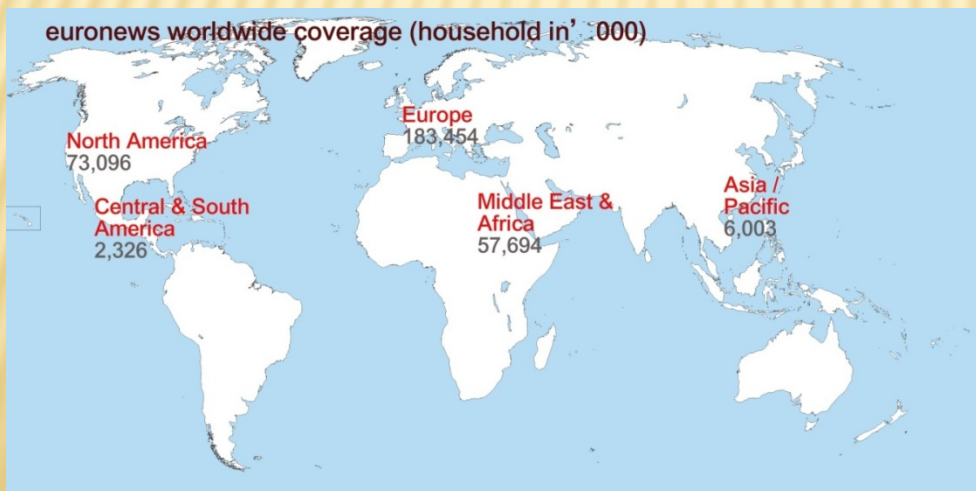 euronews worldwide coverage (household in’ 000)
North America
73,096
Europe
183,454
Central & South
America
2,326
Middle East &
Africa
57,694
Asia /
Pacific
6,003